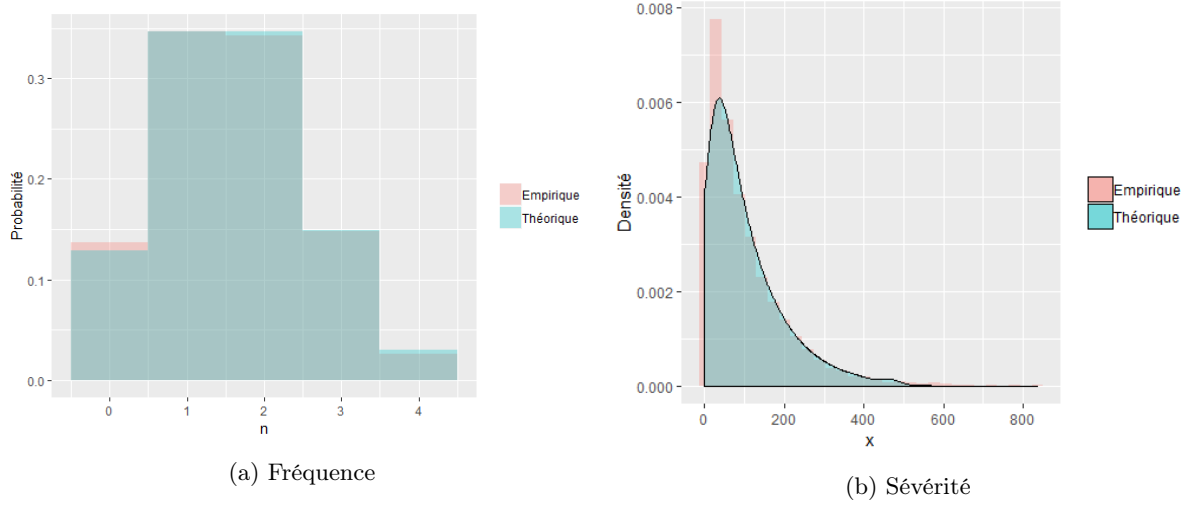 Probabilité
0.3
0.2
0.1
0.0
0 1 2 3 4
n
Empirique
Théorique
(a) Fréquence
Densité
0.008
0.006
0.004
0.002
0.000
0 200 400 600 800
x
Empirique
Théorique
(b) Sévérité